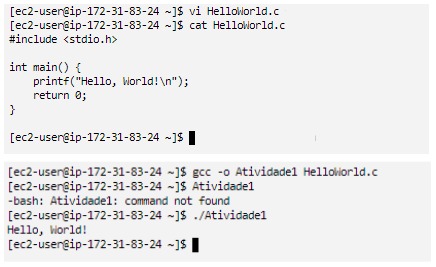 [ec2-user@ip-172-31-83-24 ~]$ vi HelloWorld.c
[ec2-user@ip-172-31-83-24 ~]$ cat HelloWorld.c
#include <stdio.h>
int main() {
    printf("Hello, World!\n");
    return 0;
}
[ec2-user@ip-172-31-83-24 ~]$
[ec2-user@ip-172-31-83-24 ~]$ gcc -o Atividade1 HelloWorld.c
[ec2-user@ip-172-31-83-24 ~]$ Atividade1
-bash: Atividade1: command not found
[ec2-user@ip-172-31-83-24 ~]$ ./Atividade1
Hello, World!
[ec2-user@ip-172-31-83-24 ~]$